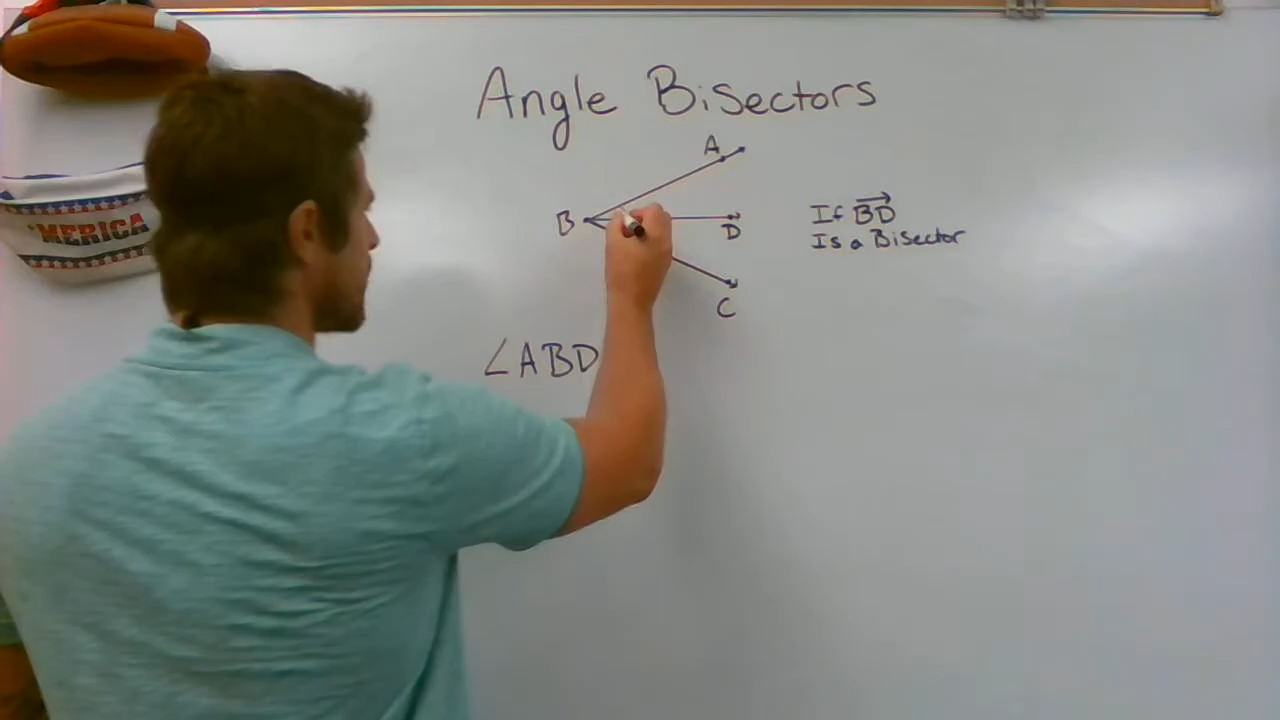 Angle Bisectors
A
B
D
C
If BD
Is a Bisector
∠ABD
'MERICA